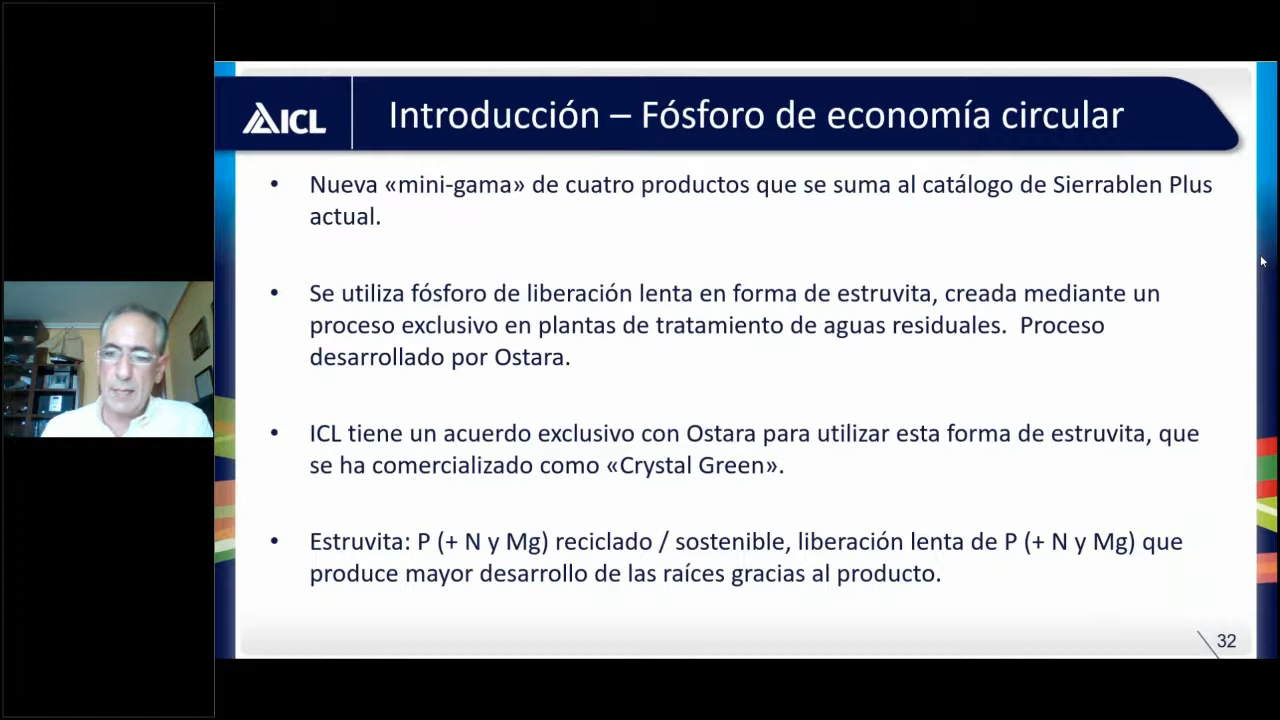 ICL
Introducción – Fósforo de economía circular
• Nueva «mini-gama» de cuatro productos que se suma al catálogo de Sierrablen Plus
actual.
• Se utiliza fósforo de liberación lenta en forma de estruvita, creada mediante un
proceso exclusivo en plantas de tratamiento de aguas residuales.  Proceso
desarrollado por Ostara.
• ICL tiene un acuerdo exclusivo con Ostara para utilizar esta forma de estruvita, que
se ha comercializado como «Crystal Green».
• Estruvita: P (+ N y Mg) reciclado / sostenible, liberación lenta de P (+ N y Mg) que
produce mayor desarrollo de las raíces gracias al producto.
32